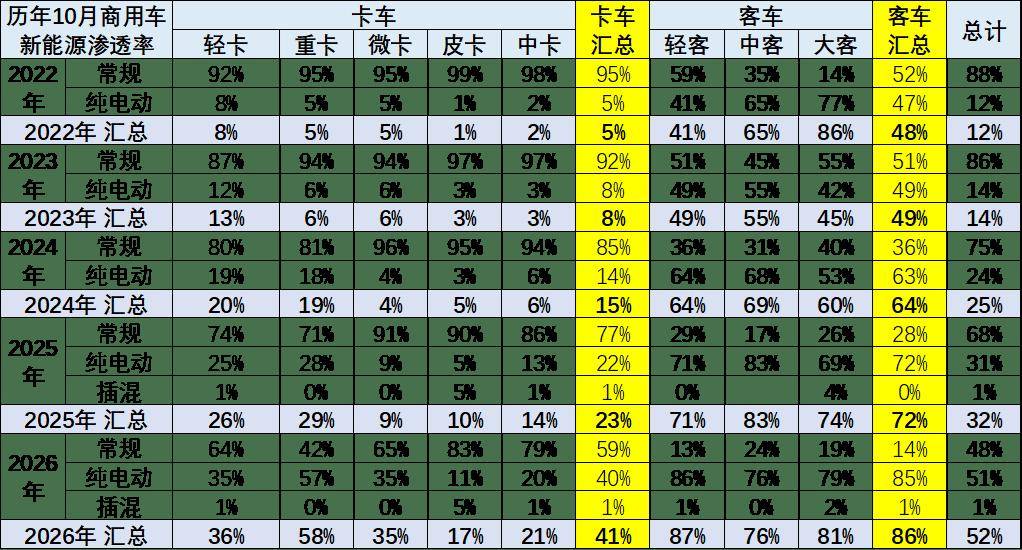 历年10月商用车 卡车 卡车 客车 客车 总计
新能源渗透率 轻卡 重卡 微卡 皮卡 中卡 汇总 轻客 中客 大客 汇总
2022年 常规 92% 95% 95% 99% 98% 95% 59% 35% 14% 52% 88%
纯电动 8% 5% 5% 1% 2% 5% 41% 65% 77% 47% 12%
2022年 汇总 8% 5% 5% 1% 2% 5% 41% 65% 86% 48% 12%
2023年 常规 87% 94% 94% 97% 97% 92% 51% 45% 55% 51% 86%
纯电动 12% 6% 6% 3% 3% 8% 49% 55% 42% 49% 14%
2023年 汇总 13% 6% 6% 3% 3% 8% 49% 55% 45% 49% 14%
2024年 常规 80% 81% 96% 95% 94% 85% 36% 31% 40% 36% 75%
纯电动 19% 18% 4% 3% 6% 14% 64% 68% 53% 63% 24%
2024年 汇总 20% 19% 4% 5% 6% 15% 64% 69% 60% 64% 25%
2025年 常规 74% 71% 91% 90% 86% 77% 29% 17% 26% 28% 68%
纯电动 25% 28% 9% 5% 13% 22% 71% 83% 69% 72% 31%
插混 1% 0% 0% 5% 1% 1% 0% 4% 0% 1%
2025年 汇总 26% 29% 9% 10% 14% 23% 71% 83% 74% 72% 32%
2026年 常规 64% 42% 65% 83% 79% 59% 13% 24% 19% 14% 48%
纯电动 35% 57% 35% 11% 20% 40% 86% 76% 79% 85% 51%
插混 1% 0% 0% 5% 1% 1% 1% 0% 2% 1% 1%
2026年 汇总 36% 58% 35% 17% 21% 41% 87% 76% 81% 86% 52%